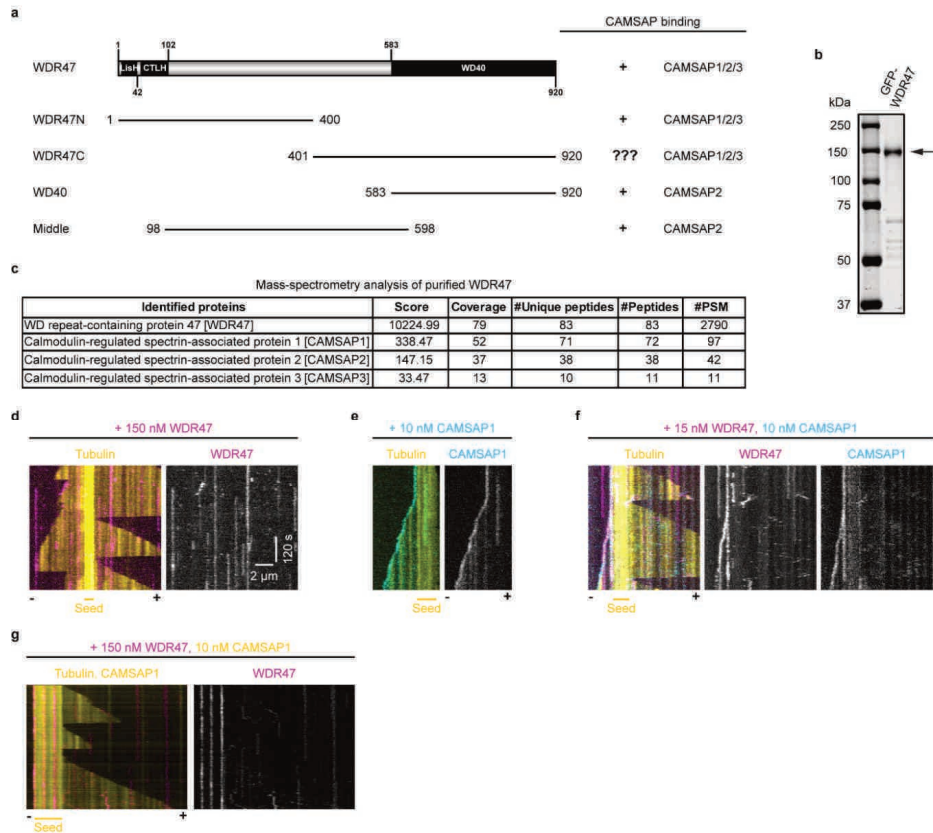 a
CAMSAP binding
1 102 583
WDR47 LisH CTLH WD40 + CAMSAP1/2/3
42 920
WDR47N 1 400 + CAMSAP1/2/3
WDR47C 401 920 ??? CAMSAP1/2/3
WD40 583 920 + CAMSAP2
Middle 98 598 + CAMSAP2
b
kDa GFP-WDR47
250
150
100
75
50
37
c
Mass-spectrometry analysis of purified WDR47
Identified proteins Score Coverage #Unique peptides #Peptides #PSM
WD repeat-containing protein 47 [WDR47] 10224.99 79 83 83 2790
Calmodulin-regulated spectrin-associated protein 1 [CAMSAP1] 338.47 52 71 72 97
Calmodulin-regulated spectrin-associated protein 2 [CAMSAP2] 147.15 37 38 38 42
Calmodulin-regulated spectrin-associated protein 3 [CAMSAP3] 33.47 13 10 11 11
d
+ 150 nM WDR47
Tubulin WDR47
120 s
2 µm
- +
Seed
e
+ 10 nM CAMSAP1
Tubulin CAMSAP1
Seed - +
f
+ 15 nM WDR47, 10 nM CAMSAP1
Tubulin WDR47 CAMSAP1
- +
Seed
g
+ 150 nM WDR47, 10 nM CAMSAP1
Tubulin. CAMSAP1 WDR47
- +
Seed